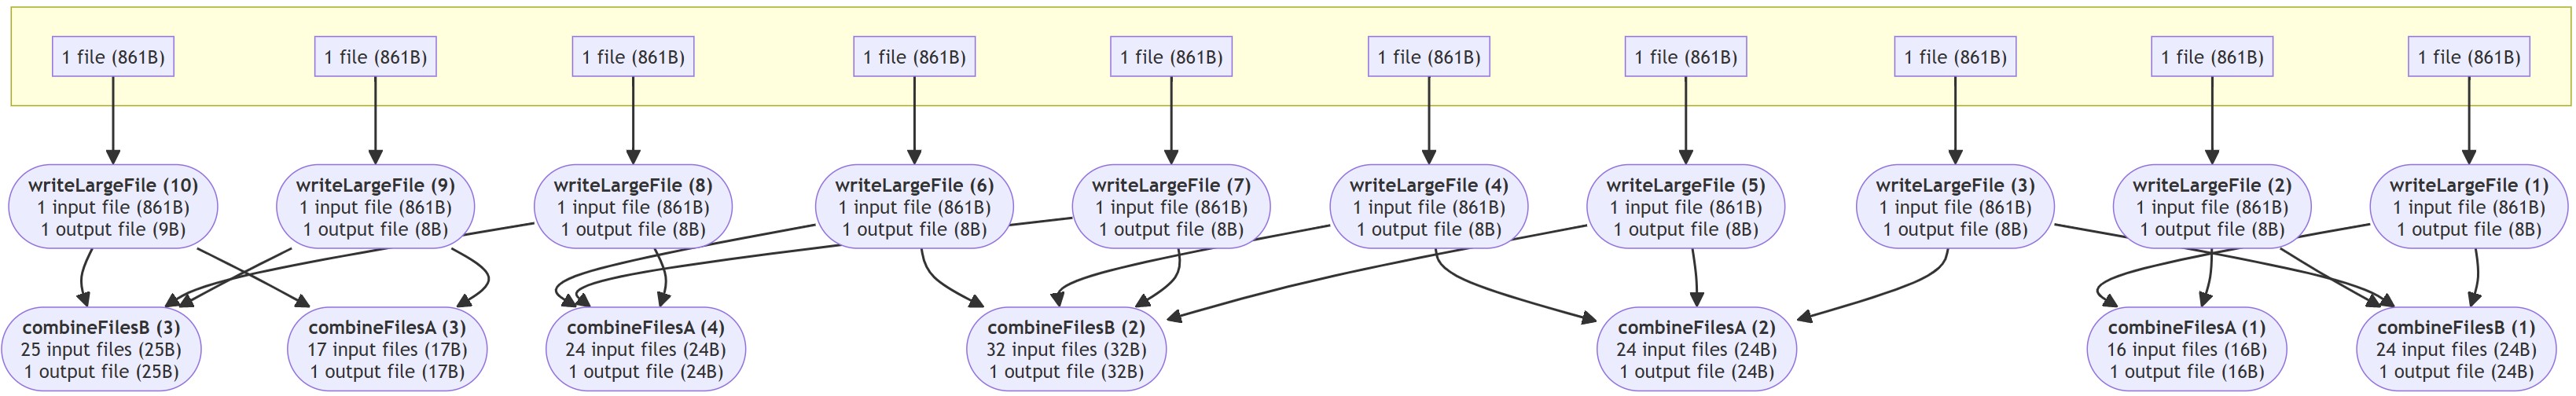 1 file (861B)
1 file (861B)
1 file (861B)
1 file (861B)
1 file (861B)
1 file (861B)
1 file (861B)
1 file (861B)
1 file (861B)
1 file (861B)
writeLargeFile (10)
1 input file (861B)
1 output file (9B)
writeLargeFile (9)
1 input file (861B)
1 output file (8B)
writeLargeFile (8)
1 input file (861B)
1 output file (8B)
writeLargeFile (6)
1 input file (861B)
1 output file (8B)
writeLargeFile (7)
1 input file (861B)
1 output file (8B)
writeLargeFile (4)
1 input file (861B)
1 output file (8B)
writeLargeFile (5)
1 input file (861B)
1 output file (8B)
writeLargeFile (3)
1 input file (861B)
1 output file (8B)
writeLargeFile (2)
1 input file (861B)
1 output file (8B)
writeLargeFile (1)
1 input file (861B)
1 output file (8B)
combineFilesB (3)
25 input files (25B)
1 output file (25B)
combineFilesA (3)
17 input files (17B)
1 output file (17B)
combineFilesA (4)
24 input files (24B)
1 output file (24B)
combineFilesB (2)
32 input files (32B)
1 output file (32B)
combineFilesA (2)
24 input files (24B)
1 output file (24B)
combineFilesA (1)
16 input files (16B)
1 output file (16B)
combineFilesB (1)
24 input files (24B)
1 output file (24B)